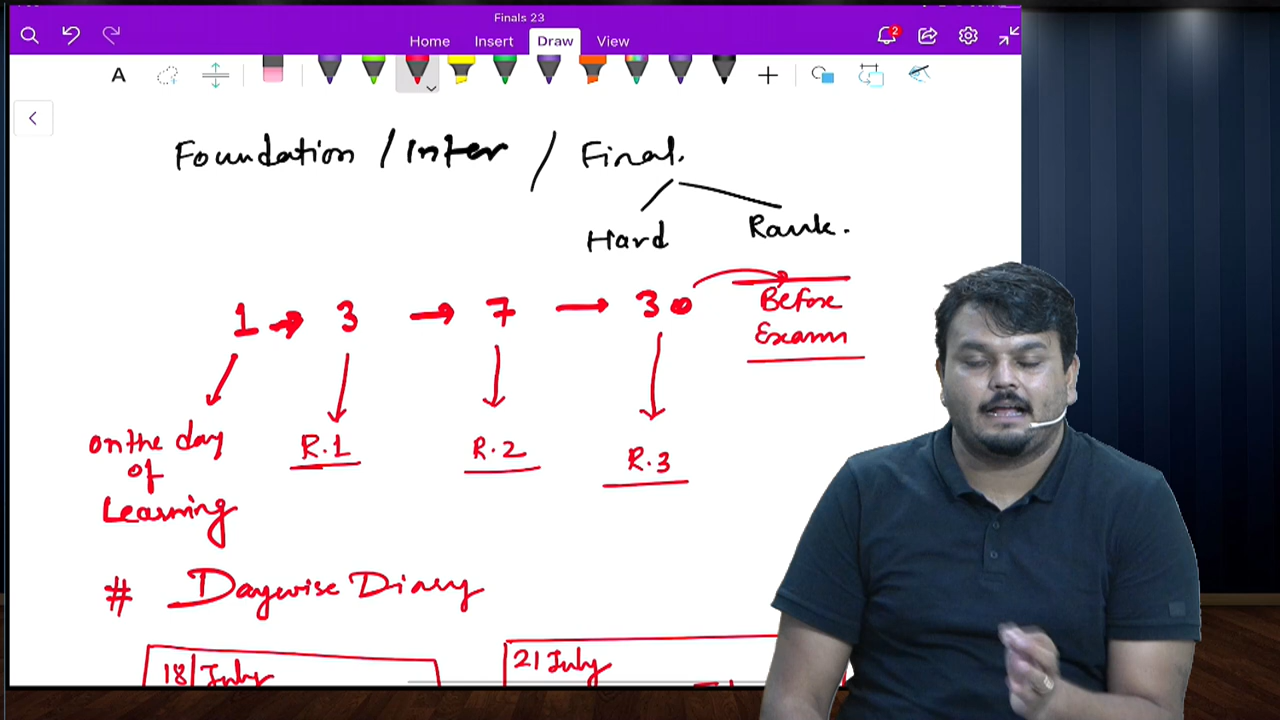 Finals 23
Home Insert Draw View
2
A
Foundation / Inter / Final.
Hard Rank.
1 → 3 → 7 → 30
Before
Exam
on the day
of
Learning
R.1 R.2 R.3
# Daywise Diary
18/July
21 July